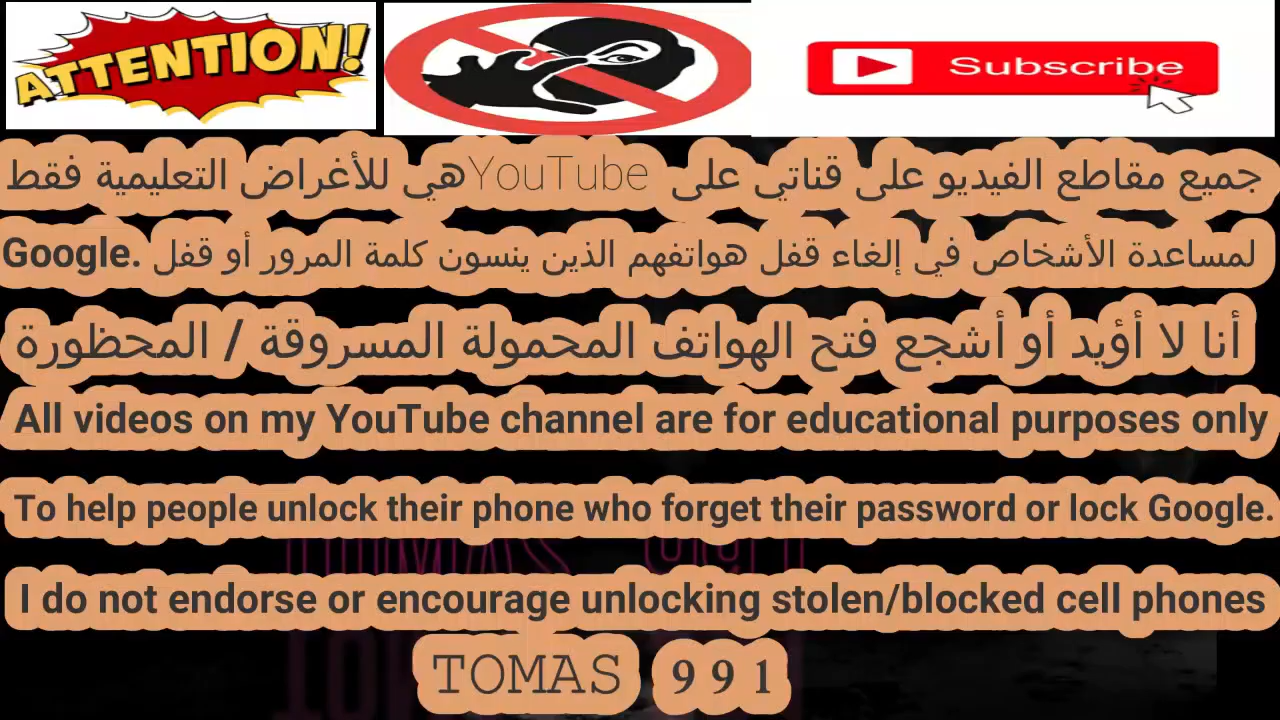 ATTENTION!
Subscribe
جميع مقاطع الفيديو على قناتي على YouTube هي للأغراض التعليمية فقط
لمساعدة الأشخاص في إلغاء قفل هواتفهم الذين ينسون كلمة المرور أو قفل Google.
أنا لا أؤيد أو أشجع فتح الهواتف المحمولة المسروقة / المحظورة
All videos on my YouTube channel are for educational purposes only
To help people unlock their phone who forget their password or lock Google.
I do not endorse or encourage unlocking stolen/blocked cell phones
TOMAS 991